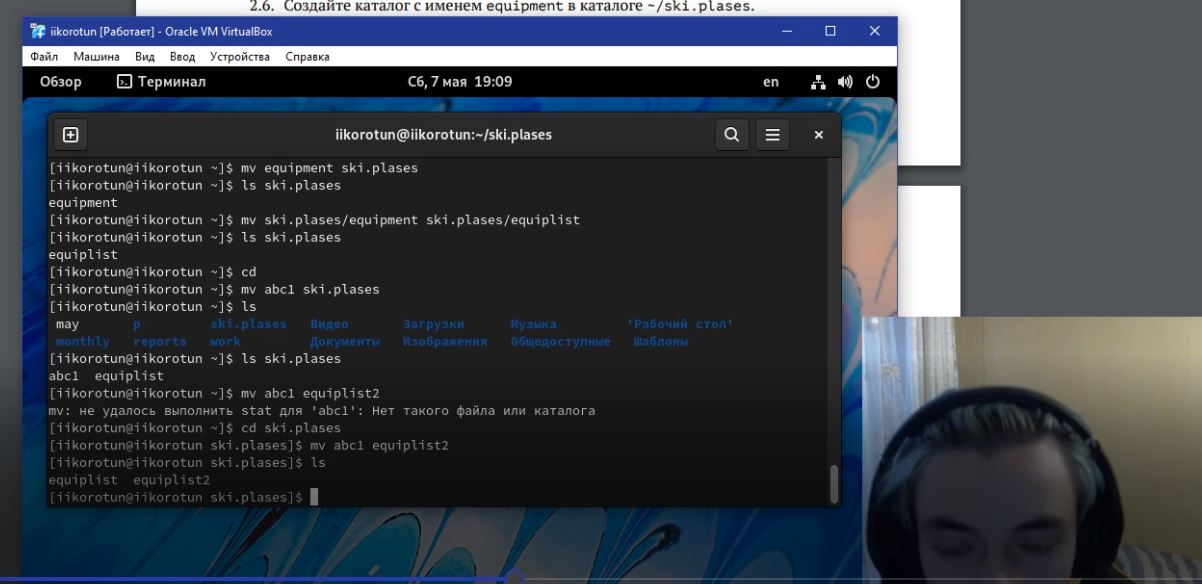 2.6. Создайте каталог с именем equipment в каталоге ~/ski.plases.
iikorotun [Работает] - Oracle VM VirtualBox
Файл Машина Вид Ввод Устройства Справка
Обзор Терминал Сб, 7 мая 19:09 en
iikorotun@iikorotun:~/ski.plases
[iikorotun@iikorotun ~]$ mv equipment ski.plases
[iikorotun@iikorotun ~]$ ls ski.plases
equipment
[iikorotun@iikorotun ~]$ mv ski.plases/equipment ski.plases/equiplist
[iikorotun@iikorotun ~]$ ls ski.plases
equiplist
[iikorotun@iikorotun ~]$ cd
[iikorotun@iikorotun ~]$ mv abc1 ski.plases
[iikorotun@iikorotun ~]$ ls
may p ski.plases Видео Загрузки Музыка 'Рабочий стол'
monthly reports work Документы Изображения Общедоступные Шаблоны
[iikorotun@iikorotun ~]$ ls ski.plases
abc1 equiplist
[iikorotun@iikorotun ~]$ mv abc1 equiplist2
mv: не удалось выполнить stat для 'abc1': Нет такого файла или каталога
[iikorotun@iikorotun ~]$ cd ski.plases
[iikorotun@iikorotun ski.plases]$ mv abc1 equiplist2
[iikorotun@iikorotun ski.plases]$ ls
equiplist equiplist2
[iikorotun@iikorotun ski.plases]$